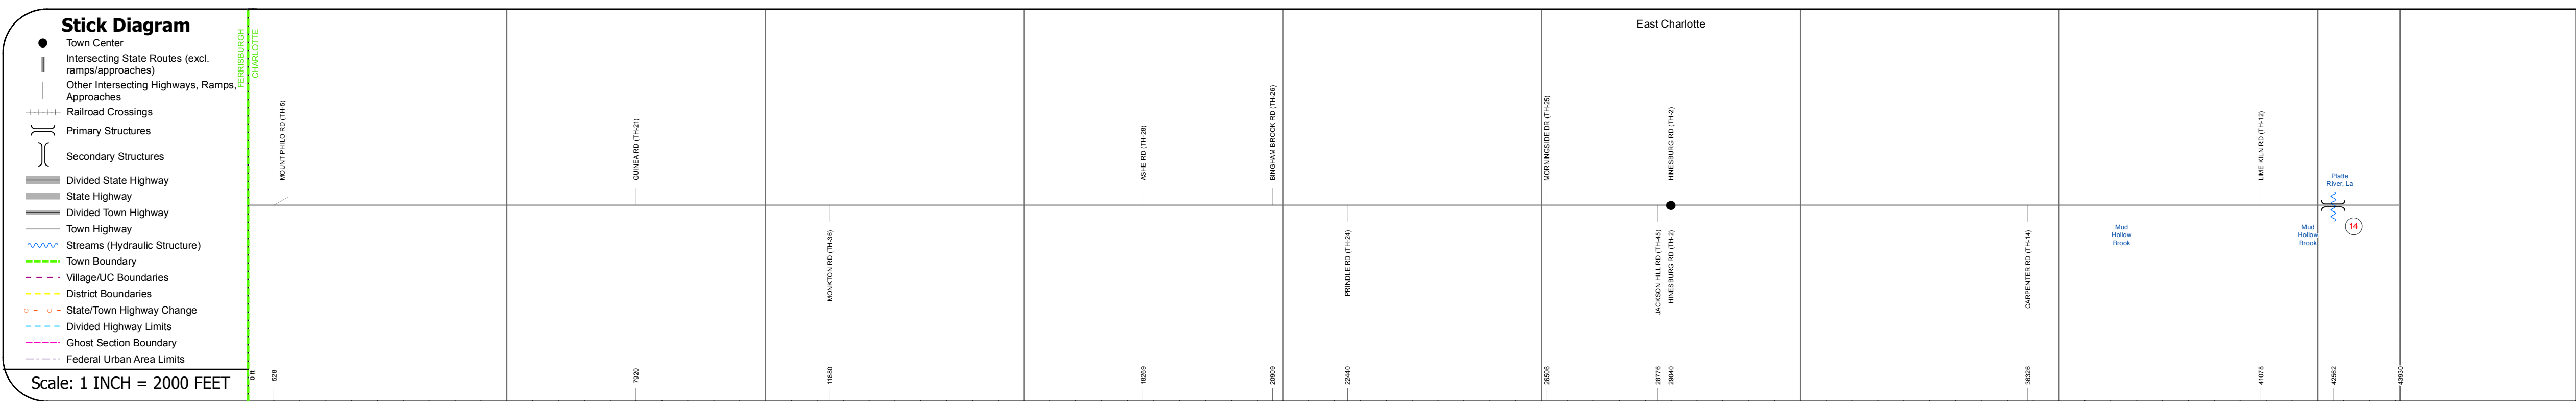 Stick Diagram
Town Center
Intersecting State Routes (excl.
ramps/approaches)
Other Intersecting Highways, Ramps,
Approaches
Railroad Crossings
Primary Structures
Secondary Structures
Divided State Highway
State Highway
Divided Town Highway
Town Highway
Streams (Hydraulic Structure)
Town Boundary
Village/UC Boundaries
District Boundaries
State/Town Highway Change
Divided Highway Limits
Ghost Section Boundary
Federal Urban Area Limits
Scale: 1 INCH = 2000 FEET
FERRISBURGH
CHARLOTTE
East Charlotte
MOUNT PHILO RD (TH-5)
GUINEA RD (TH-21)
MONKTON RD (TH-36)
ASHE RD (TH-28)
BINGHAM BROOK RD (TH-26)
PRINDLE RD (TH-24)
MORNINGSIDE DR (TH-25)
JACKSON HILL RD (TH-45)
HINESBURG RD (TH-2)
HINESBURG RD (TH-2)
CARPENTER RD (TH-14)
Mud
Hollow
Brook
LIME KILN RD (TH-12)
Mud
Hollow
Brook
Platte
River, La
14
0 ft
528
7920
11880
18269
20909
22440
26506
28776
29040
36326
41078
42562
43930